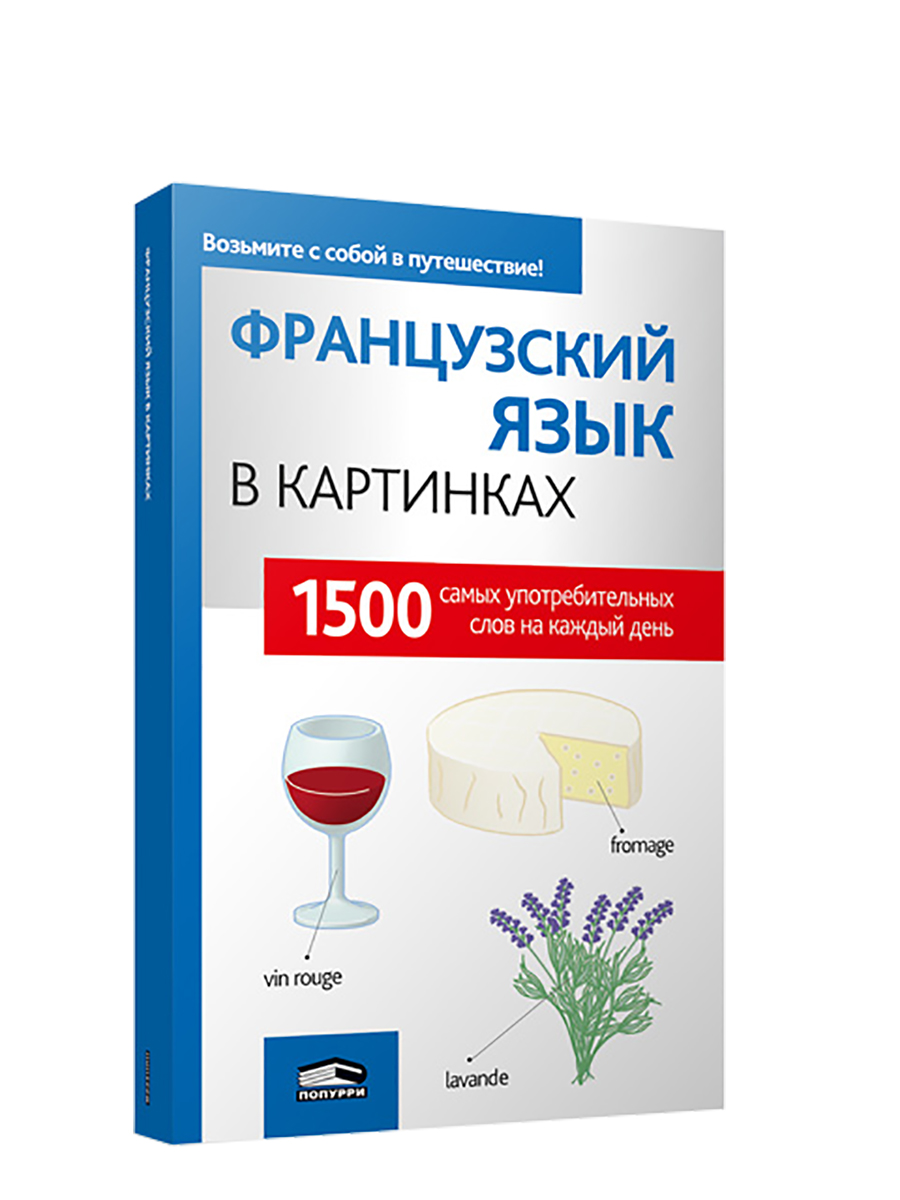 Возьмите с собой в путешествие!
ФРАНЦУЗСКИЙ
ЯЗЫК
В КАРТИНКАХ
1500 самых употребительных
слов на каждый день
fromage
vin rouge
lavande
ПОПУРРИ
ФРАНЦУЗСКИЙ ЯЗЫК В КАРТИНКАХ